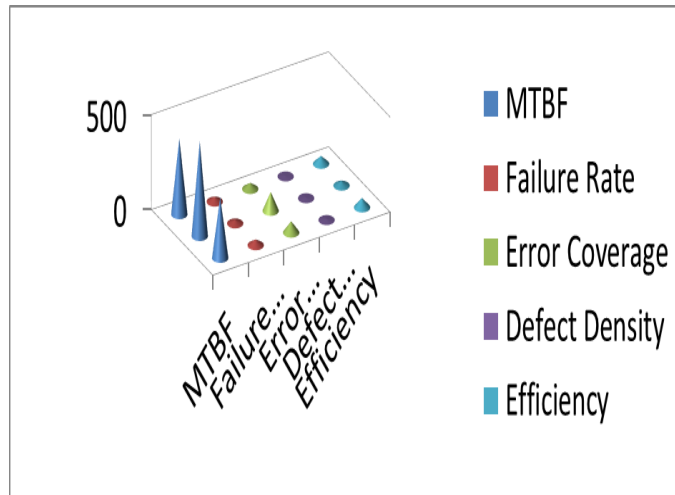 500
0
MTBF
Failure...
Error...
Defect...
Efficiency
MTBF
Failure Rate
Error Coverage
Defect Density
Efficiency